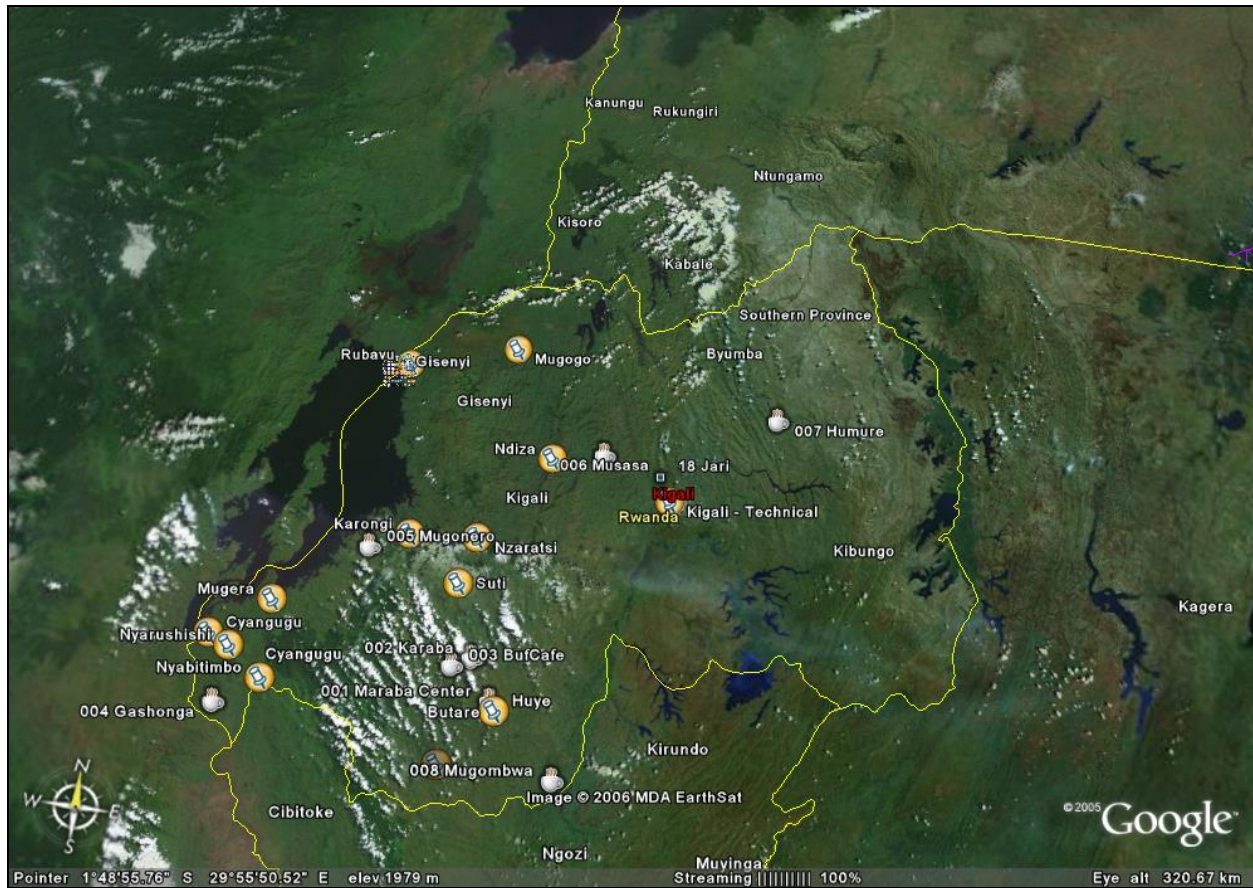 Kanungu
Rukungiri
Ntungamo
Kisoro
Kabale
Southern Province
Rubavu
Gisenyi
Mugogo
Byumba
Gisenyi
007 Humure
Ndiza
006 Musasa
18 Jari
Kigali
Kigali
Kigali - Technical
Rwanda
Karongi
005 Mugonero
Nzaratsi
Kibungo
Suti
Mugera
Kagera
Cyangugu
Nyarushishi
002 Karaba
003 BufCafe
Cyangugu
Nyabitimbo
001 Maraba Center
Huye
004 Gashonga
Butare
Kirundo
008 Mugombwa
N
W
E
S
Image © 2006 MDA EarthSat
Cibitoke
© 2005 Google™
Ngozi
Muyinga
Pointer 1°48'55.76" S 29°55'50.52" E elev 1979 m
Streaming |||||||||| 100%
Eye alt 320.67 km